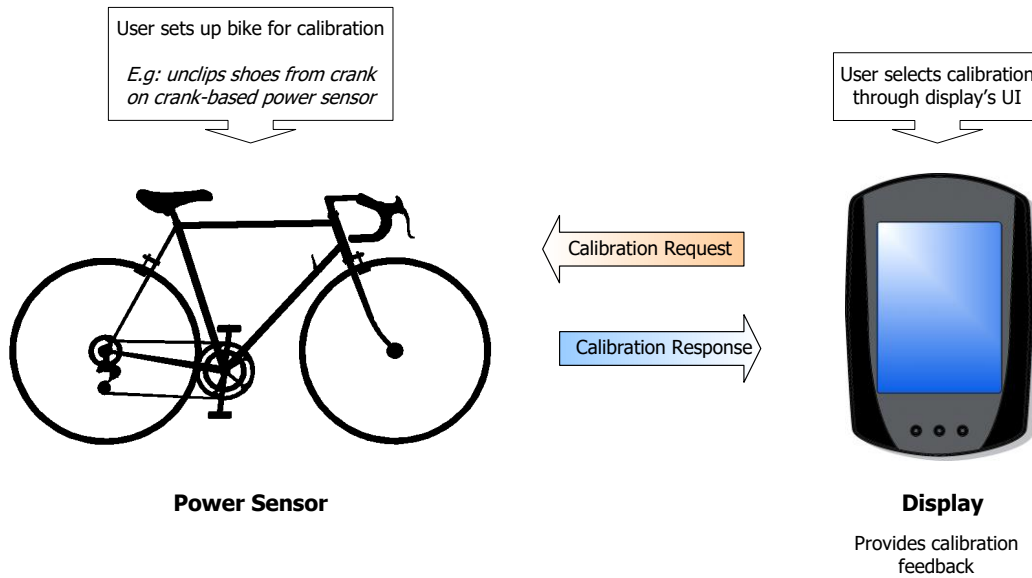 User sets up bike for calibration
E.g: unclips shoes from crank
on crank-based power sensor
User selects calibration
through display's UI
Calibration Request
Calibration Response
Power Sensor
Display
Provides calibration
feedback